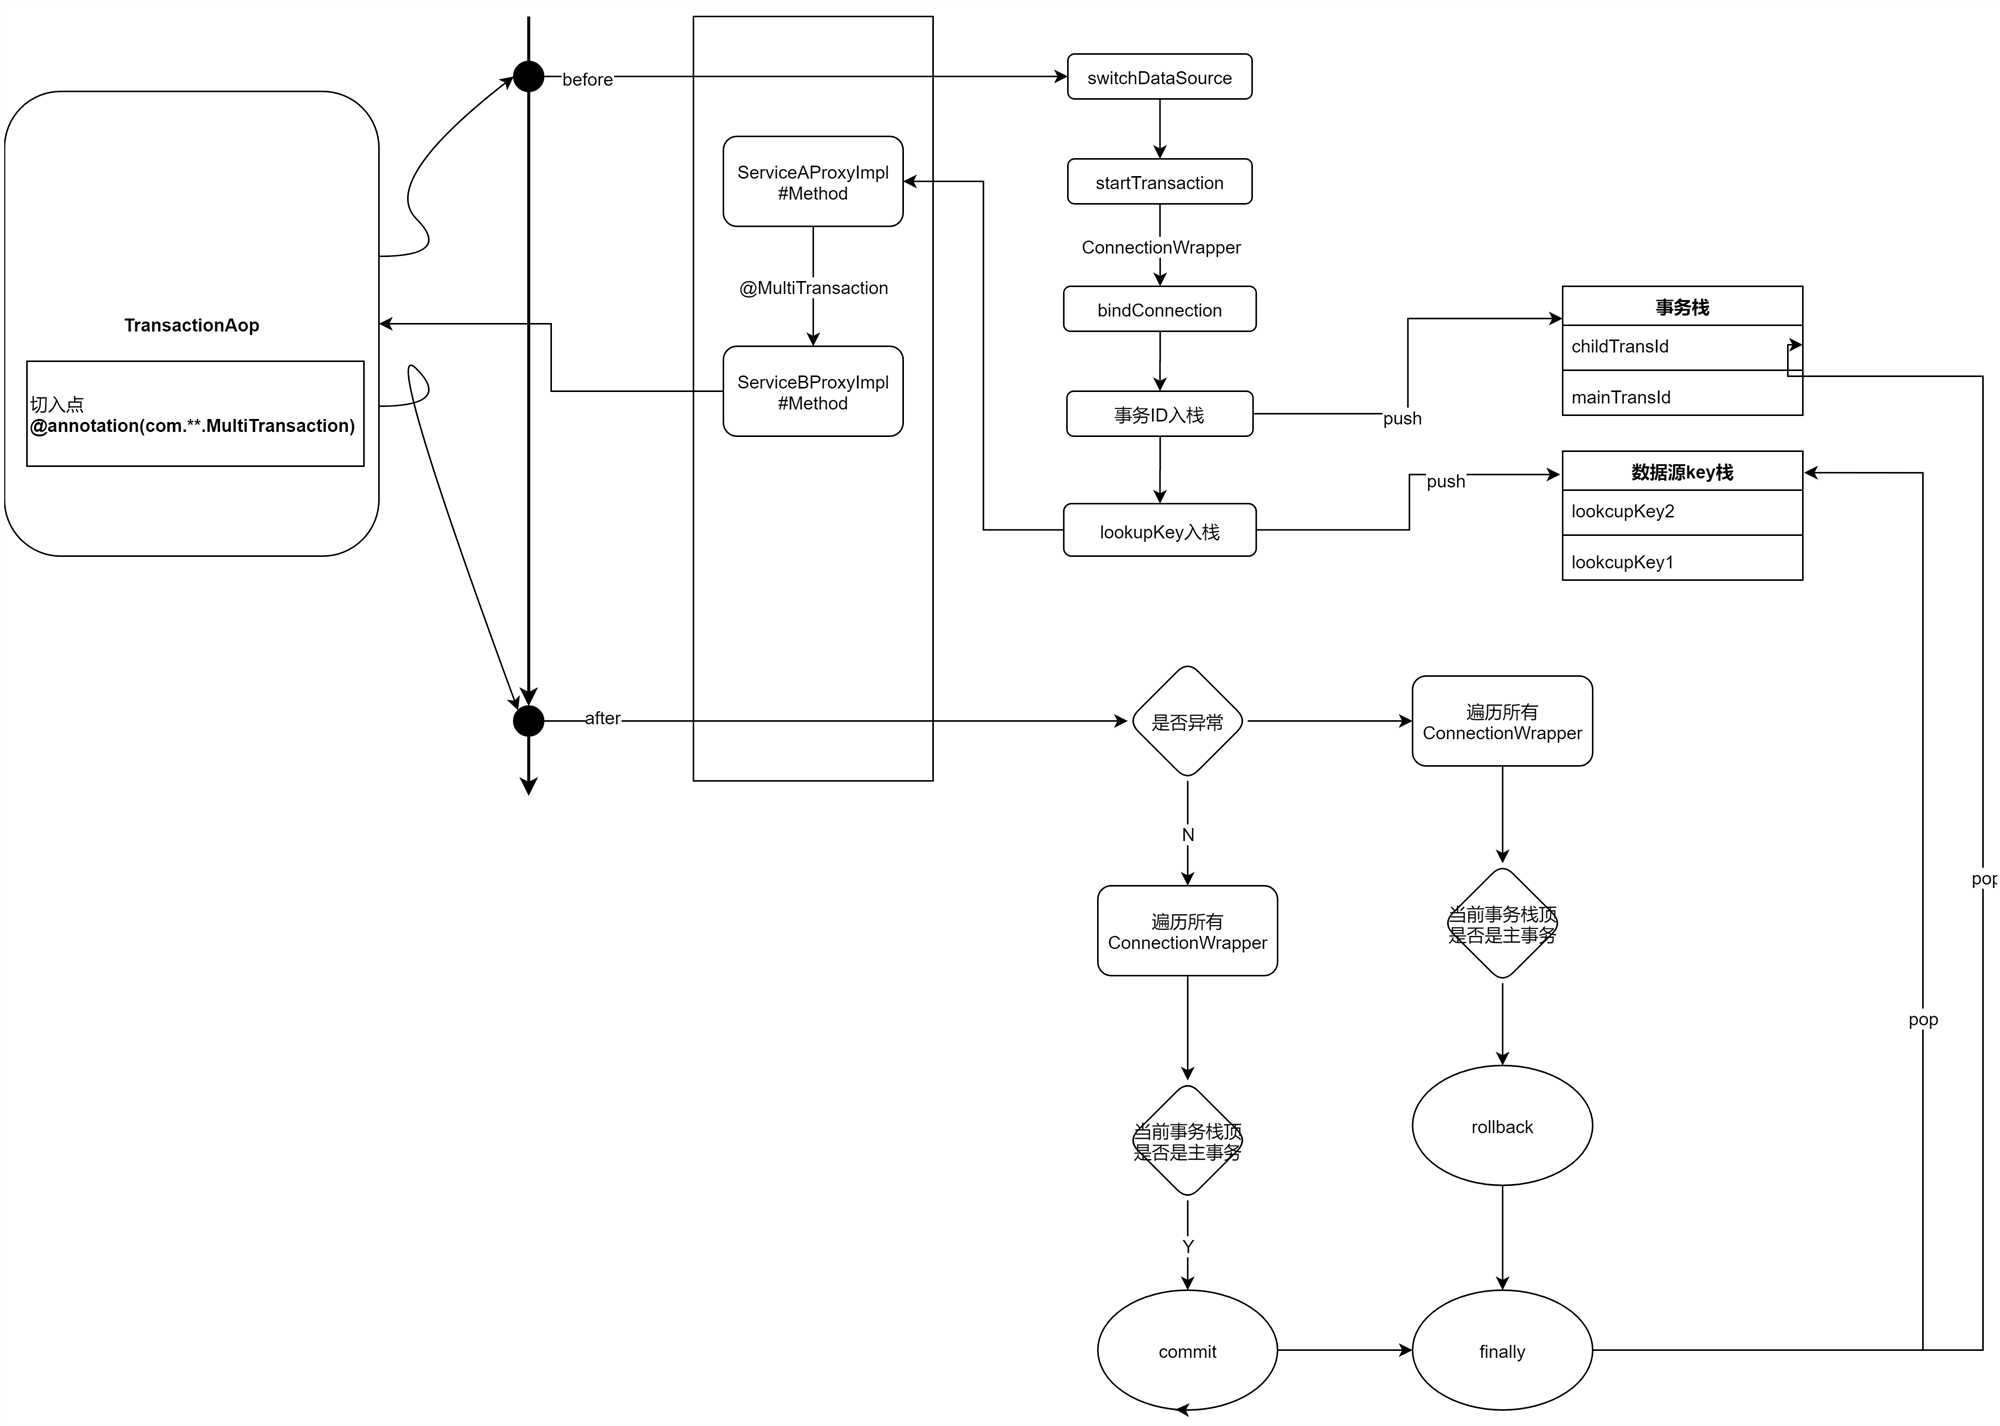 TransactionAop
切入点
@annotation(com.**.MultiTransaction)
before
after
ServiceAProxyImpl
#Method
@MultiTransaction
ServiceBProxyImpl
#Method
switchDataSource
startTransaction
ConnectionWrapper
bindConnection
事务ID入栈
lookupKey入栈
push
push
事务栈
childTransId
mainTransId
数据源key栈
lookcupKey2
lookcupKey1
是否异常
N
遍历所有
ConnectionWrapper
当前事务栈顶
是否是主事务
Y
commit
遍历所有
ConnectionWrapper
当前事务栈顶
是否是主事务
rollback
finally
pop
pop